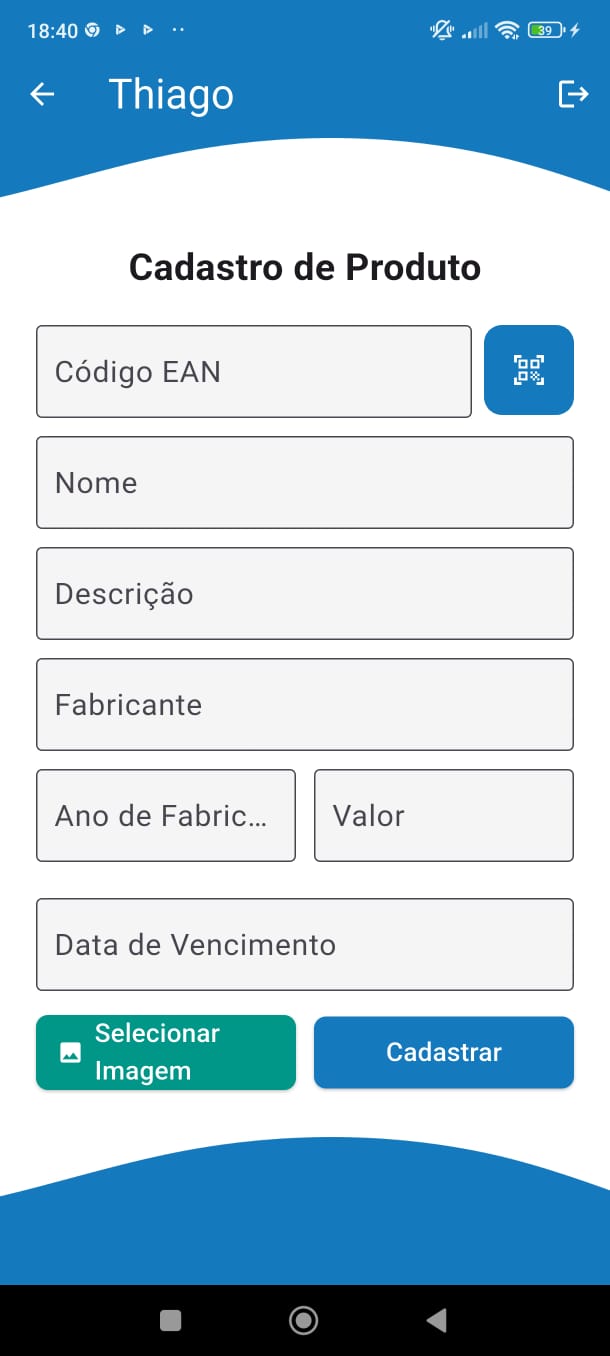 18:40
39
Thiago
Cadastro de Produto
Código EAN
Nome
Descrição
Fabricante
Ano de Fabric...
Valor
Data de Vencimento
Selecionar
Imagem
Cadastrar